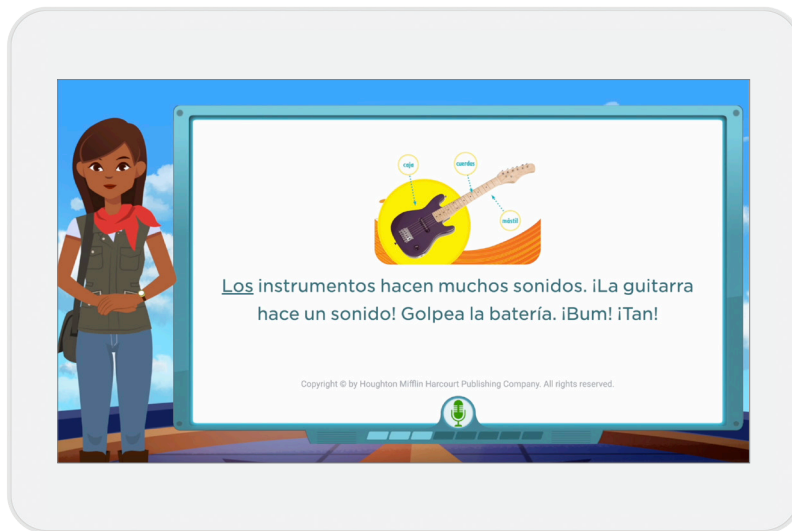 caja
cuerdas
mástil
Los instrumentos hacen muchos sonidos. ¡La guitarra
hace un sonido! Golpea la batería. ¡Bum! ¡Tan!
Copyright © by Houghton Mifflin Harcourt Publishing Company. All rights reserved.